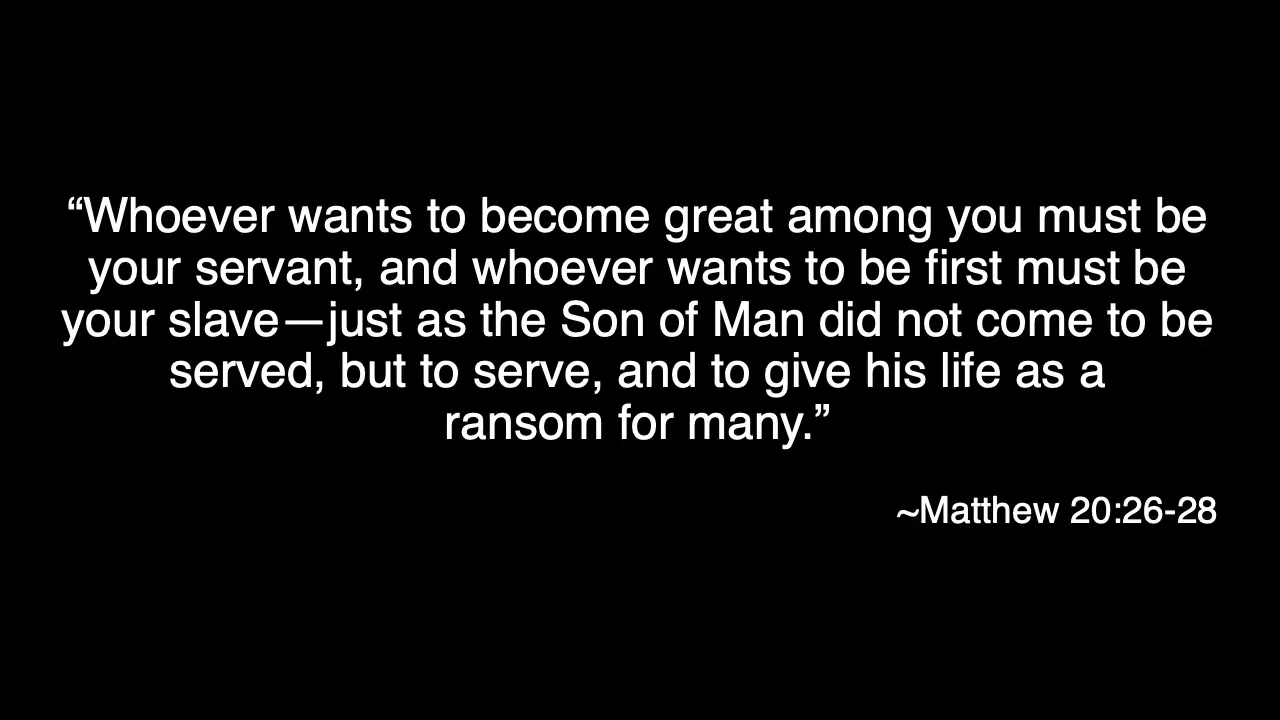 “Whoever wants to become great among you must be
your servant, and whoever wants to be first must be
your slave—just as the Son of Man did not come to be
served, but to serve, and to give his life as a
ransom for many.”
~Matthew 20:26-28